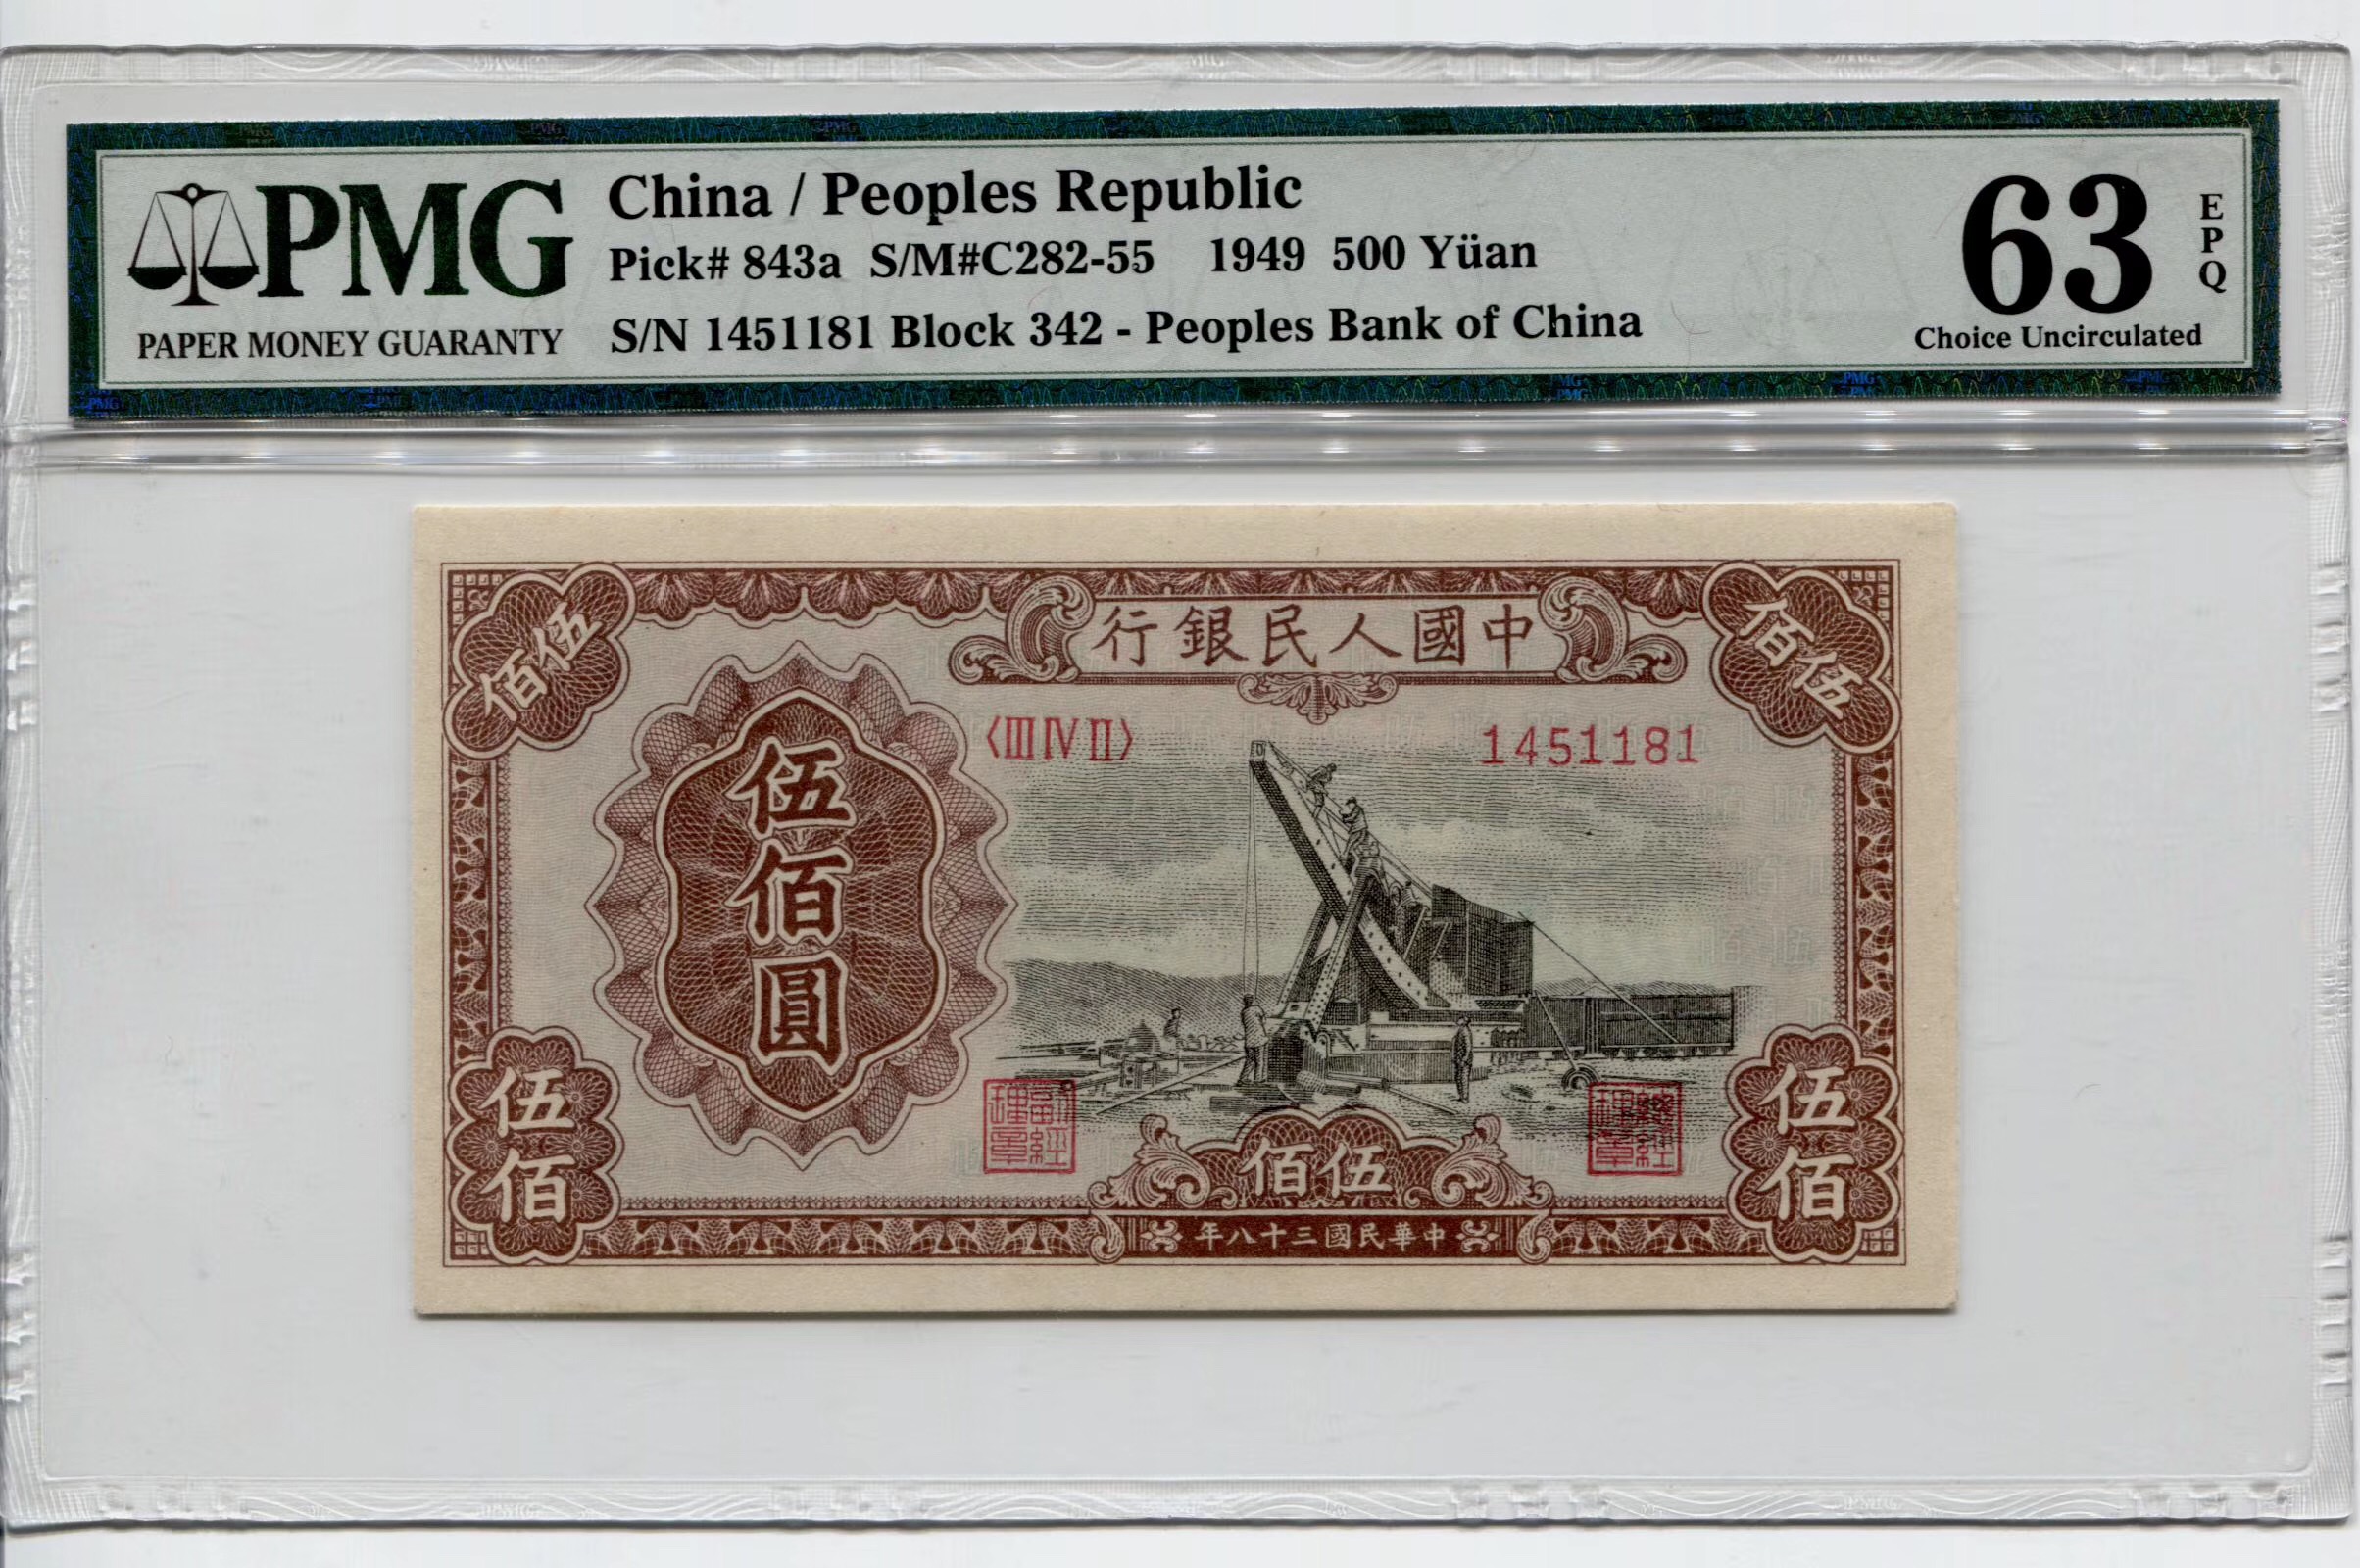 PMG
PAPER MONEY GUARANTY
China / Peoples Republic
Pick# 843a S/M#C282-55 1949 500 Yüan
S/N 1451181 Block 342 - Peoples Bank of China
63
EPQ
Choice Uncirculated
行銀民人國中
佰伍
佰伍
〈III IV II〉
1451181
伍佰圓
伍佰
伍佰
佰伍
年八十三國民華中